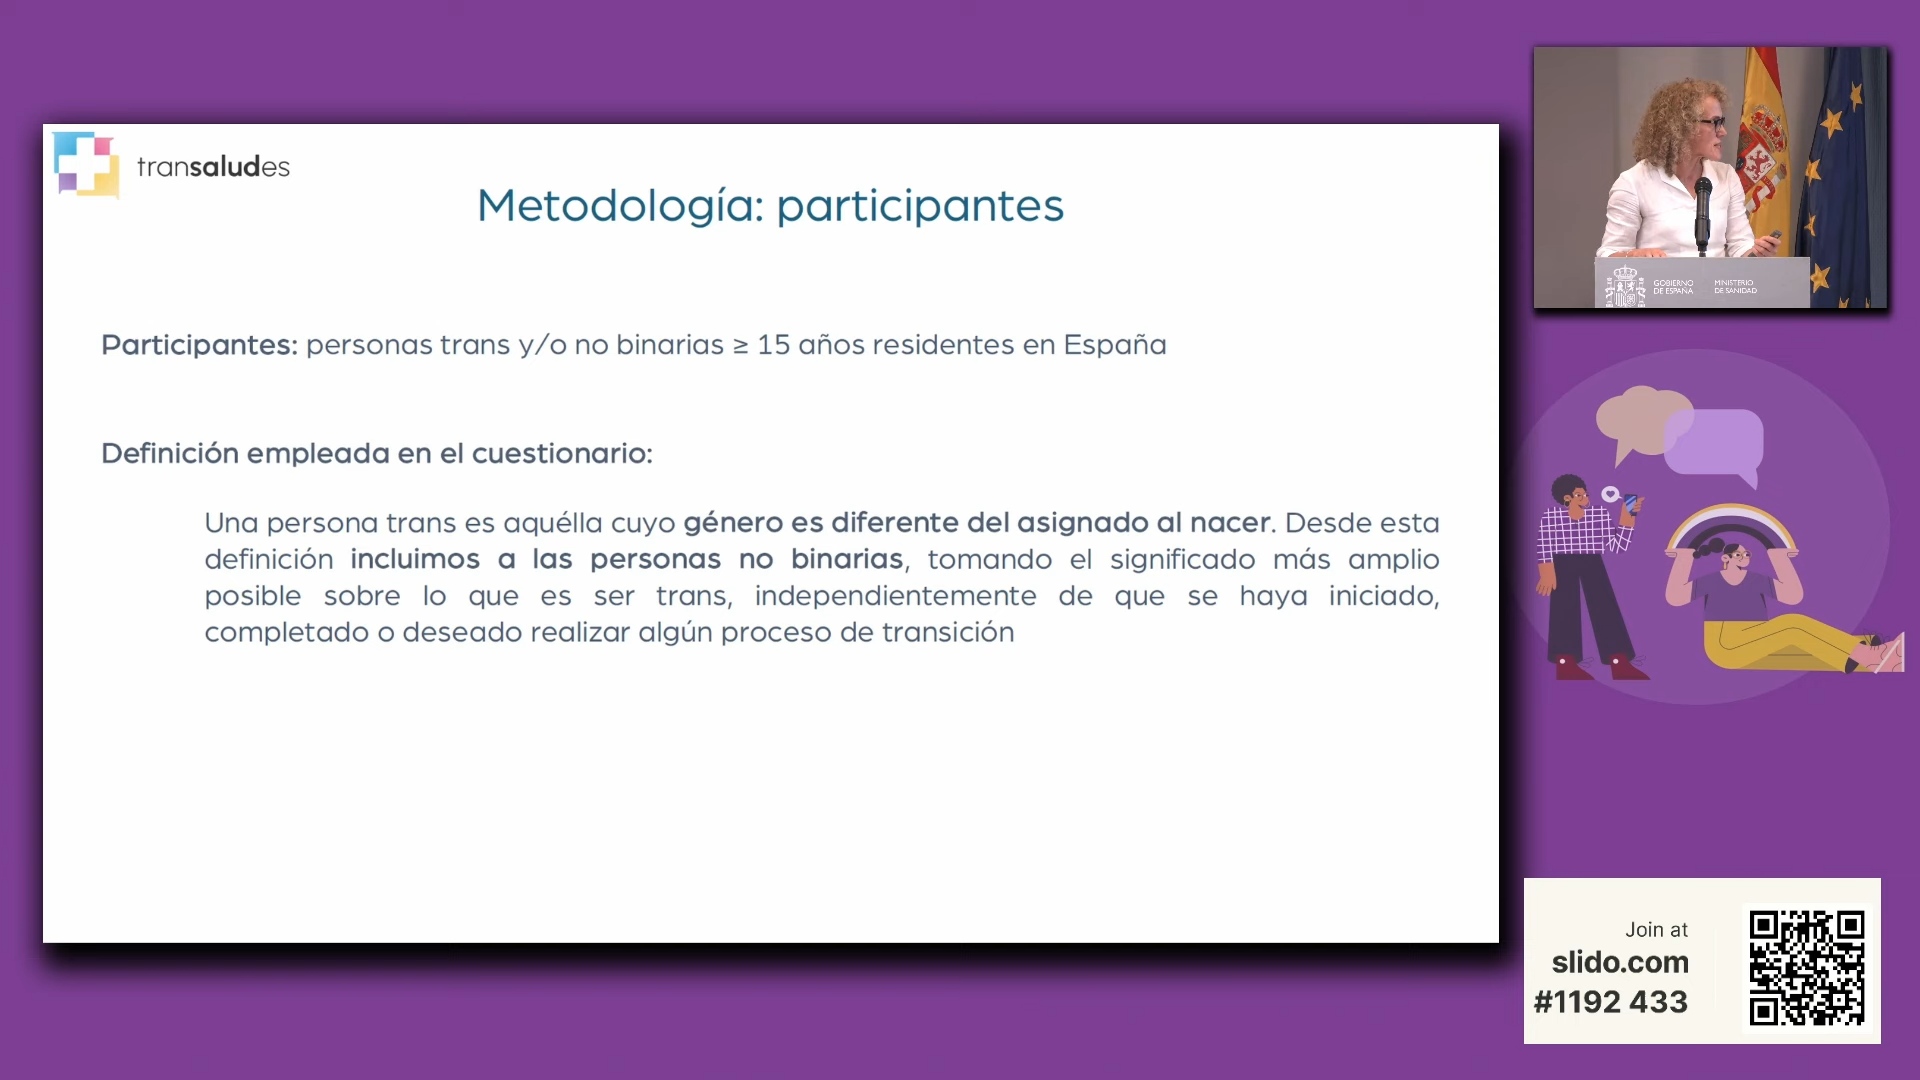 transaludes
Metodología: participantes
Participantes: personas trans y/o no binarias ≥ 15 años residentes en España
Definición empleada en el cuestionario:
Una persona trans es aquélla cuyo género es diferente del asignado al nacer. Desde esta
definición incluimos a las personas no binarias, tomando el significado más amplio
posible sobre lo que es ser trans, independientemente de que se haya iniciado,
completado o deseado realizar algún proceso de transición
GOBIERNO
DE ESPAÑA
MINISTERIO
DE SANIDAD
Join at
slido.com
#1192 433